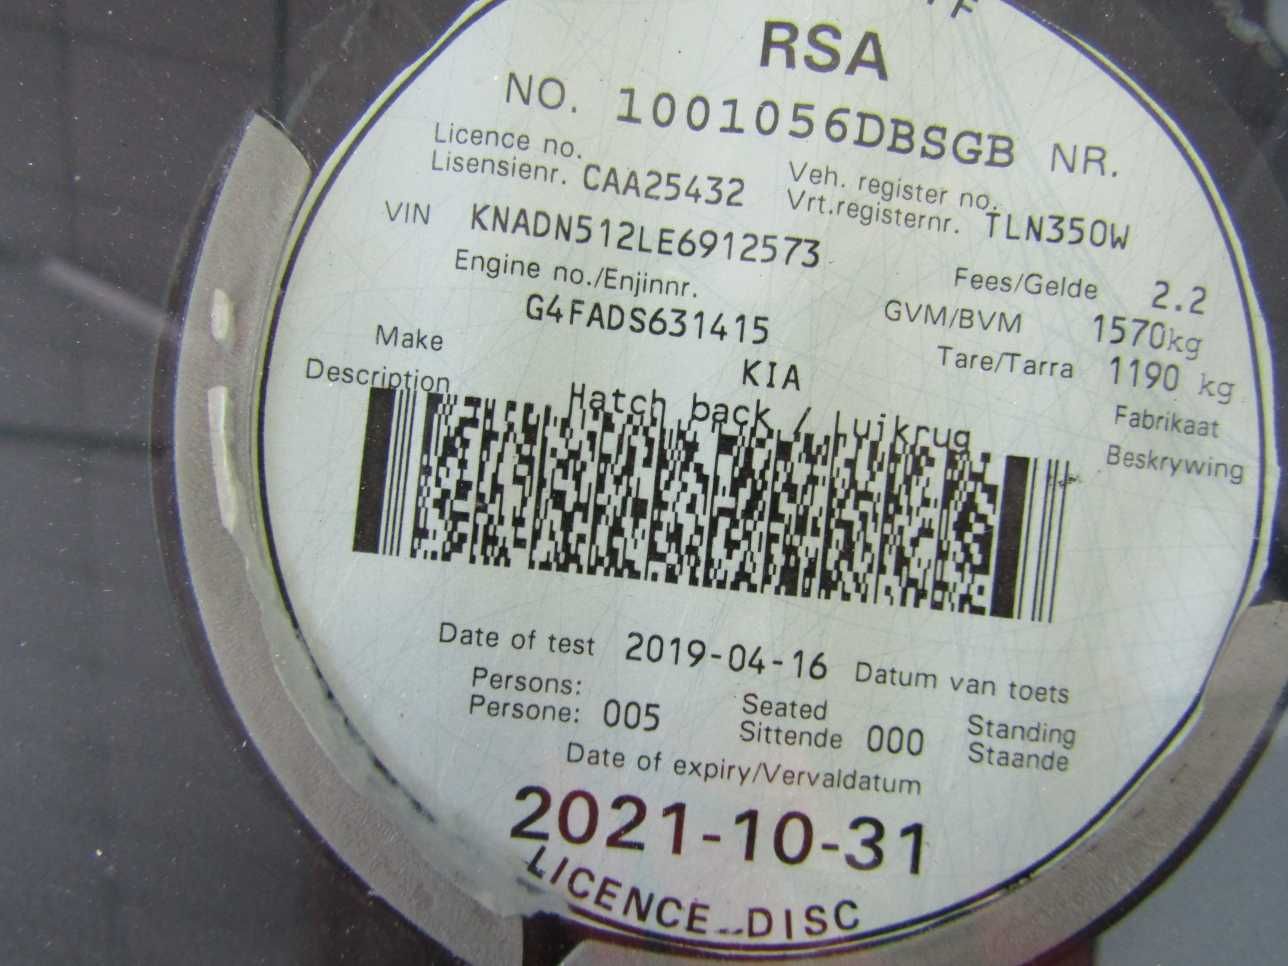 RSA
NO. 1001056DBSGB NR.
Licence no.
Lisensienr. CAA25432
Veh. register no.
Vrt.registernr. TLN350W
VIN KNADN512LE6912573
Engine no./Enjinnr.
G4FADS631415
Fees/Gelde 2.2
GVM/BVM 1570kg
Tare/Tarra 1190 kg
Make KIA Fabrikaat
Description Hatch back / Luikrug Beskrywing
Date of test 2019-04-16 Datum van toets
Persons: Seated Standing
Persone: 005 Sittende 000 Staande
Date of expiry/Vervaldatum
2021-10-31
LICENCE DISC